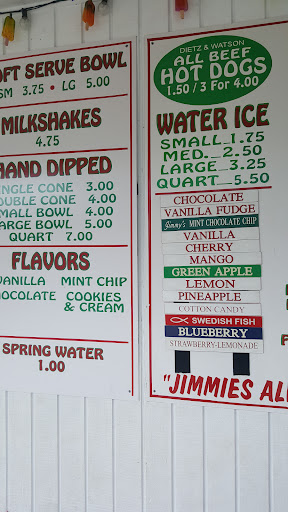 OFT SERVE BOWL
SM 3.75 • LG 5.00
MILKSHAKES
4.75
HAND DIPPED
INGLE CONE 3.00
OUBLE CONE 4.00
MALL BOWL 4.00
ARGE BOWL 5.00
QUART 7.00
FLAVORS
VANILLA MINT CHIP
HOCOLATE COOKIES
& CREAM
SPRING WATER
1.00
DIETZ & WATSON
ALL BEEF
HOT DOGS
1.50 / 3 For 4.00
WATER ICE
SMALL 1.75
MED. 2.50
LARGE 3.25
QUART 5.50
CHOCOLATE
VANILLA FUDGE
Jimmy's MINT CHOCOLATE CHIP
VANILLA
CHERRY
MANGO
GREEN APPLE
LEMON
PINEAPPLE
COTTON CANDY
SWEDISH FISH
BLUEBERRY
STRAWBERRY-LEMONADE
"JIMMIES AL